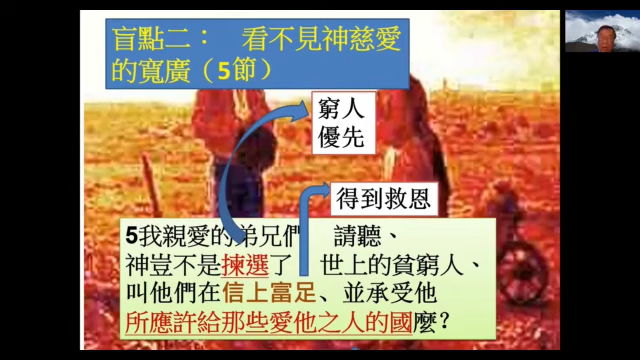 盲點二： 看不見神慈愛
的寬廣（5節）
窮人
優先
得到救恩
5我親愛的弟兄們 請聽、
神豈不是揀選了 世上的貧窮人、
叫他們在信上富足、並承受他
所應許給那些愛他之人的國麼？